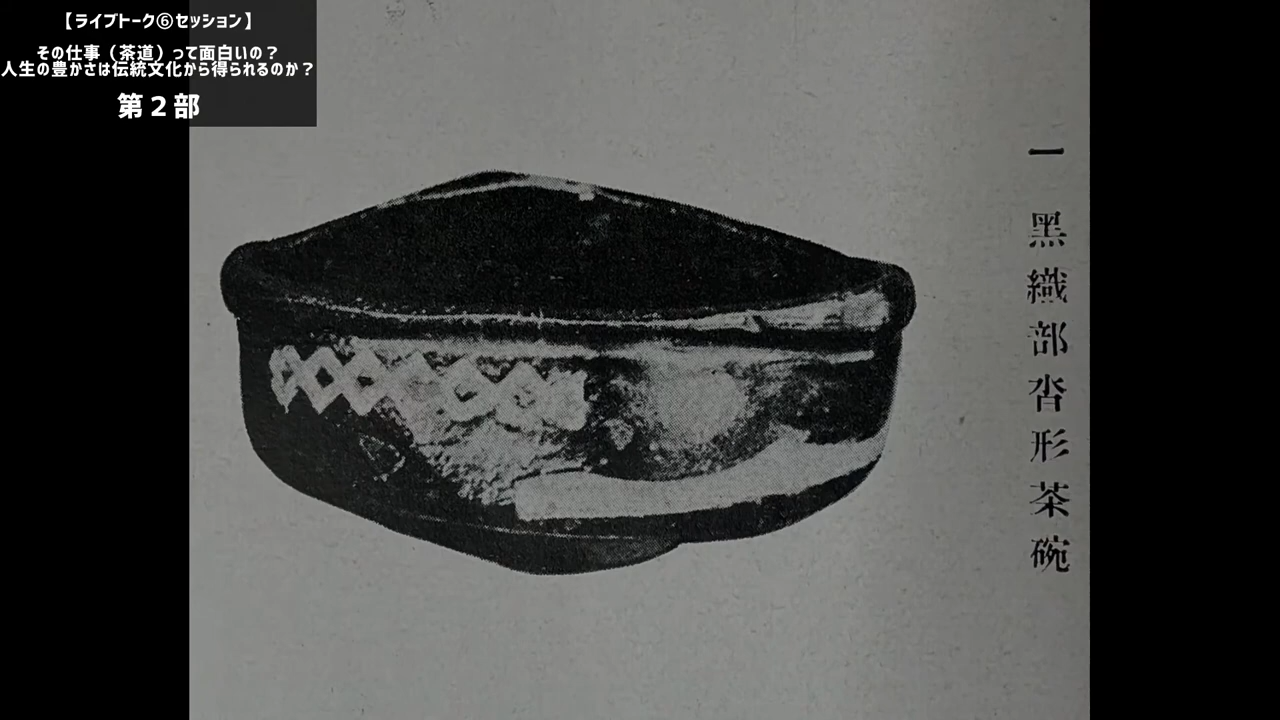 【ライブトーク⑥セッション】
その仕事（茶道）って面白いの？
人生の豊かさは伝統文化から得られるのか？
第２部
一 黑織部沓形茶碗